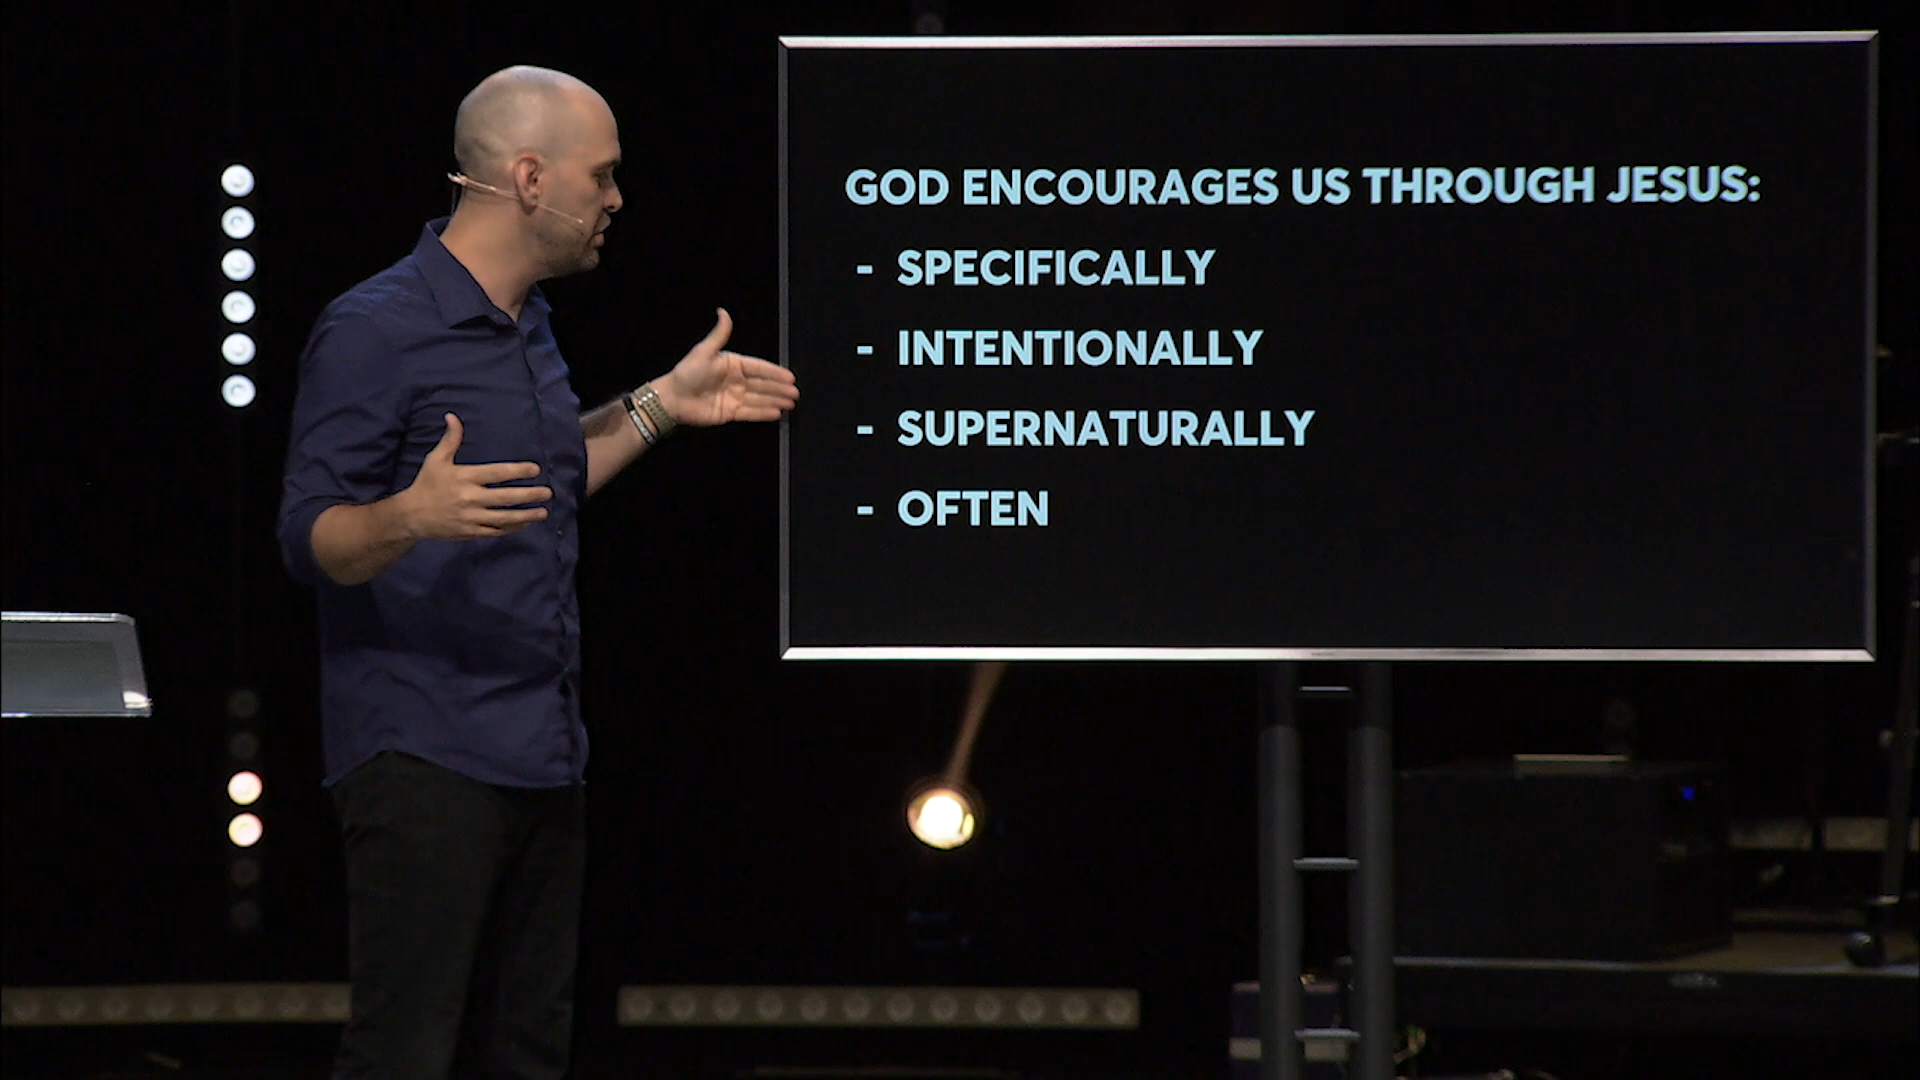 GOD ENCOURAGES US THROUGH JESUS:
- SPECIFICALLY
- INTENTIONALLY
- SUPERNATURALLY
- OFTEN